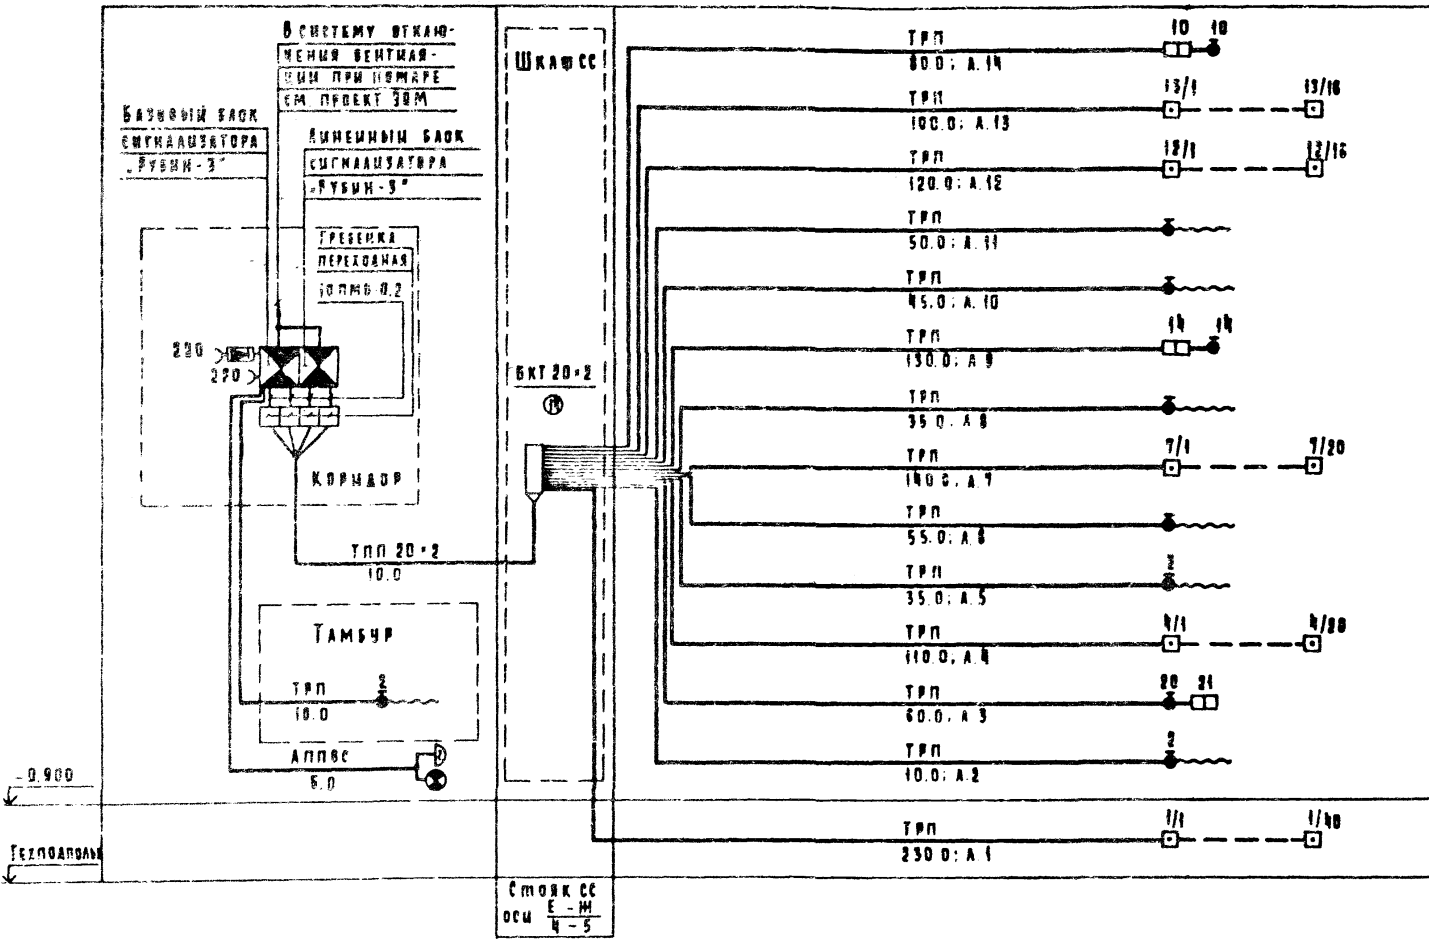 В систему отклю-
чения вентиля-
ции при пожаре
см. проект ЭОМ
Базовый блок
сигнализатора
„Рубин-3"
Линейный блок
сигнализатора
„Рубин-3"
Гребенка
переходная
220
220
Коридор
ТПП 20×2
10.0
Тамбур
ТРП
10.0
2
АППВС
5.0
-0.900
Техподполье
Шкаф СС
БКТ 20×2
Стояк СС
оси Е-Ж
4-5
ТРП
80.0; А.14
10
10
ТРП
100.0; А.13
13/1
13/16
ТРП
120.0; А.12
12/1
12/16
ТРП
50.0; А.11
ТРП
45.0; А.10
ТРП
130.0; А.9
14
14
ТРП
35.0; А.8
ТРП
140.0; А.7
7/1
7/20
ТРП
55.0; А.6
ТРП
35.0; А.5
2
ТРП
110.0; А.4
4/1
4/20
ТРП
60.0; А.3
20
21
ТРП
10.0; А.2
2
ТРП
230.0; А.1
1/1
1/40